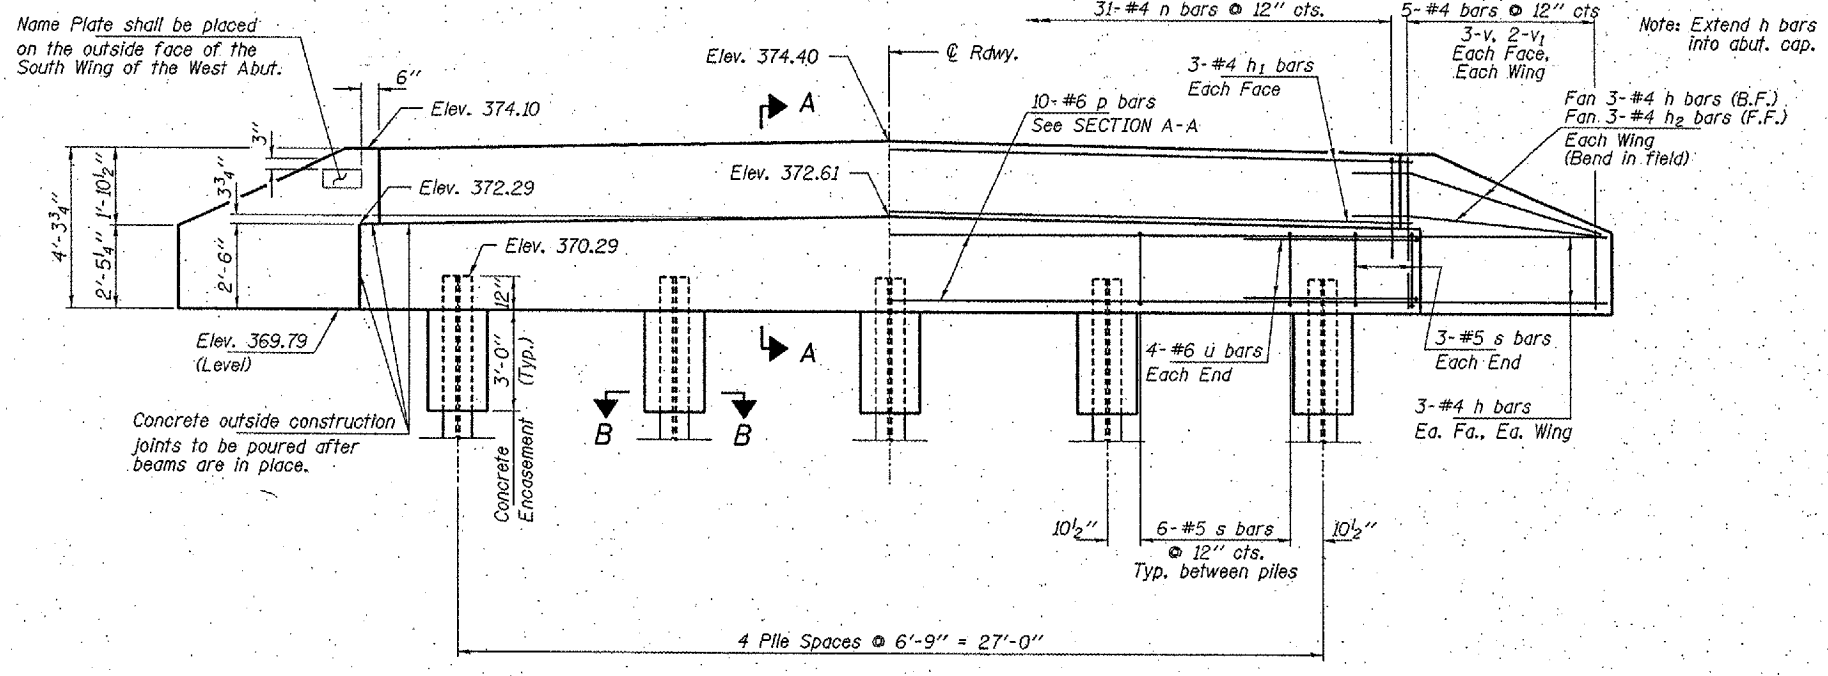 Name Plate shall be placed
on the outside face of the
South Wing of the West Abut.
6"
Elev. 374.10
3"
3¾"
Elev. 372.29
4'-3¾"
1'-10½"
2'-5¼"
2'-6"
Elev. 369.79
(Level)
Concrete outside construction
joints to be poured after
beams are in place.
Elev. 370.29
12"
3'-0"
(Typ.)
Concrete
Encasement
B
B
Elev. 374.40
A
℄ Rdwy.
Elev. 372.61
A
10-#6 p bars
See SECTION A-A
31-#4 n bars @ 12" cts.
3-#4 h1 bars
Each Face
5-#4 bars @ 12" cts
3-v, 2-v1
Each Face,
Each Wing
Note: Extend h bars
into abut. cap.
Fan 3-#4 h bars (B.F.)
Fan 3-#4 h2 bars (F.F.)
Each Wing
(Bend in field)
4-#6 u bars
Each End
3-#5 s bars
Each End
3-#4 h bars
Ea. Fa., Ea. Wing
10½"
6-#5 s bars
@ 12" cts.
Typ. between piles
10½"
4 Pile Spaces @ 6'-9" = 27'-0"